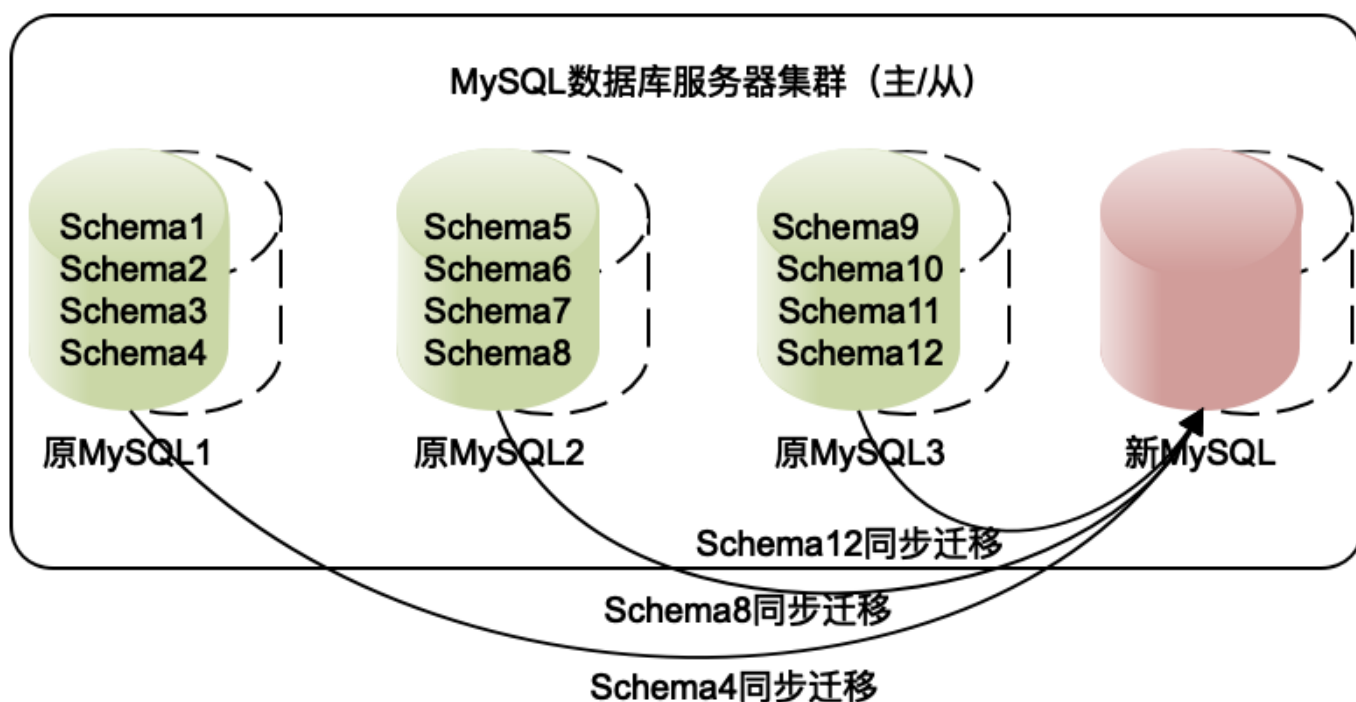 MySQL数据库服务器集群（主/从）
Schema1
Schema2
Schema3
Schema4
Schema5
Schema6
Schema7
Schema8
Schema9
Schema10
Schema11
Schema12
原MySQL1
原MySQL2
原MySQL3
新MySQL
Schema12同步迁移
Schema8同步迁移
Schema4同步迁移